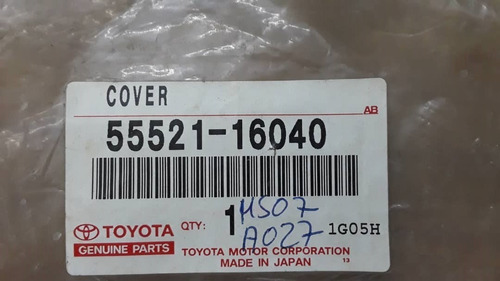 COVER
AB
55521-16040
TOYOTA
GENUINE PARTS
QTY: 1
HS07
A027
1G05H
TOYOTA MOTOR CORPORATION
MADE IN JAPAN 13